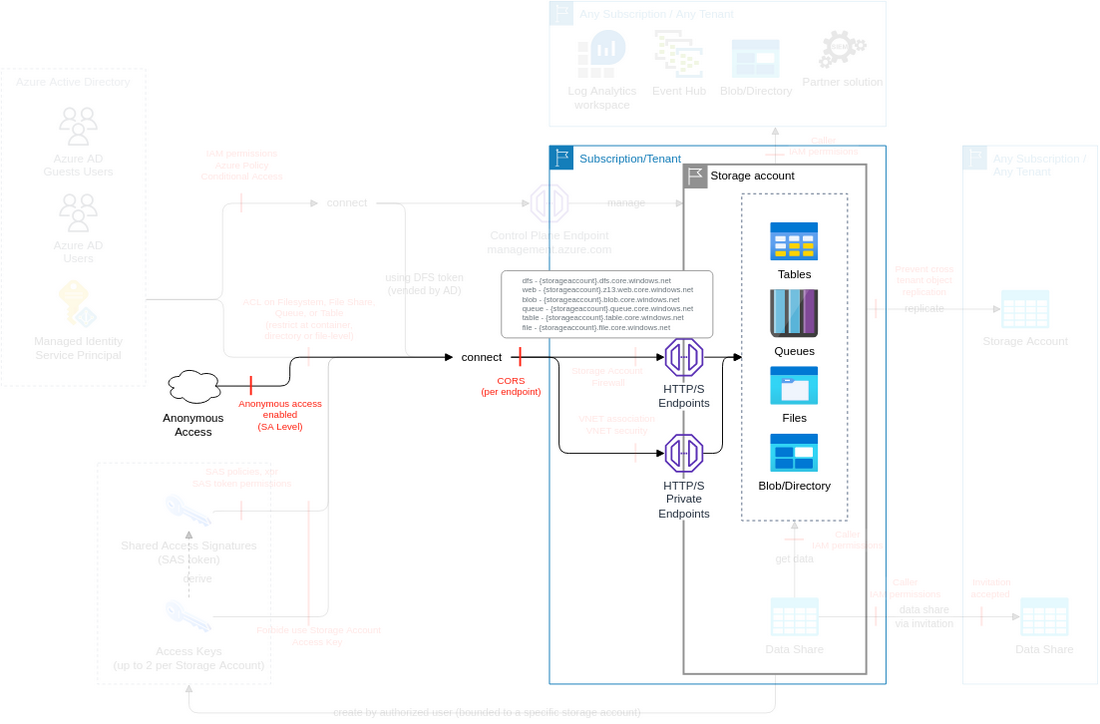 Any Subscription / Any Tenant
Log Analytics
workspace
Event Hub
Blob/Directory
Partner solution
Azure Active Directory
Azure AD
Guests Users
Azure AD
Users
Managed Identity
Service Principal
IAM permissions
Azure Policy
Conditional Access
connect
Control Plane Endpoint
management.azure.com
manage
using DFS token
(vended by AD)
ACL on Filesystem, File Share,
Queue, or Table
(restrict at container,
directory or file-level)
Caller
IAM permissions
Subscription/Tenant
Storage account
dfs - {storageaccount}.dfs.core.windows.net
web - {storageaccount}.z13.web.core.windows.net
blob - {storageaccount}.blob.core.windows.net
queue - {storageaccount}.queue.core.windows.net
table - {storageaccount}.table.core.windows.net
file - {storageaccount}.file.core.windows.net
Tables
Queues
Files
Blob/Directory
Any Subscription /
Any Tenant
Prevent cross
tenant object
replication
replicate
Storage Account
connect
CORS
(per endpoint)
Storage Account
Firewall
HTTP/S
Endpoints
VNET association
VNET security
HTTP/S
Private
Endpoints
Anonymous
Access
Anonymous access
enabled
(SA Level)
SAS policies, +/-
SAS token permissions
Shared Access Signatures
(SAS token)
derive
Access Keys
(up to 2 per Storage Account)
use Storage Account
Access Key
Caller
IAM permissions
get data
Data Share
Caller
IAM permissions
data share
via invitation
Invitation
accepted
Data Share
create by authorized user (bounded to a specific storage account)